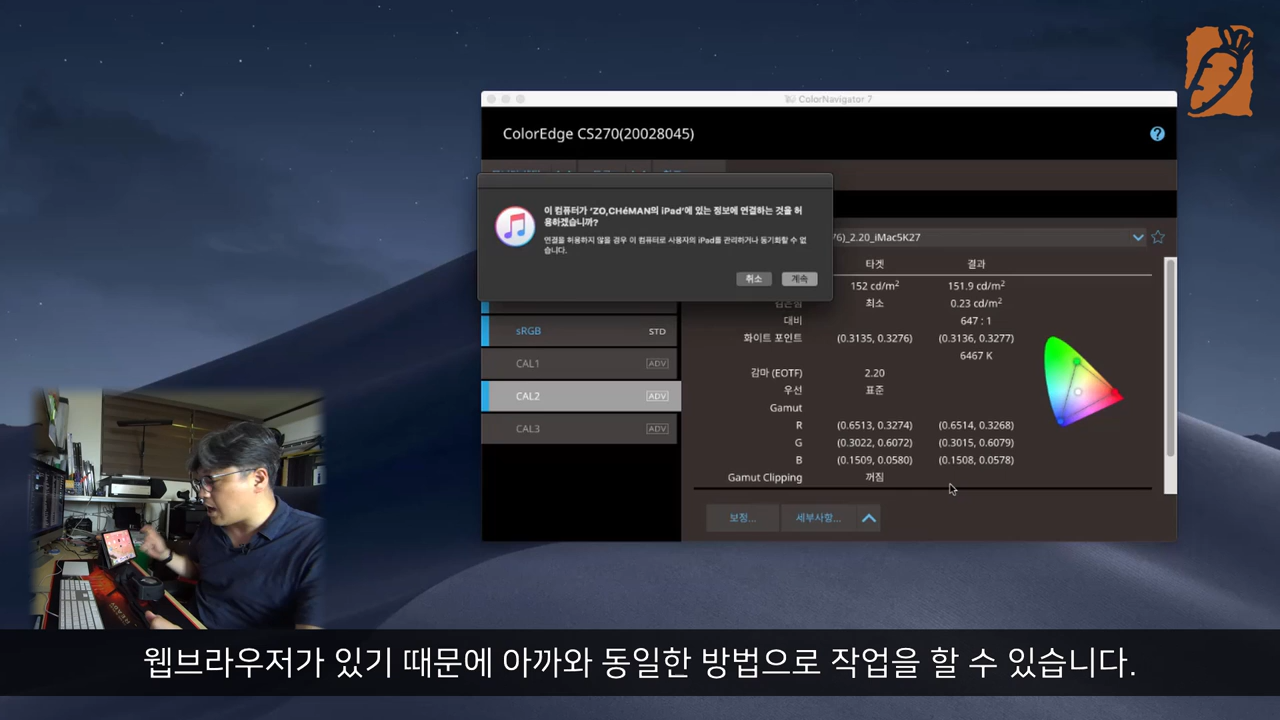 ColorNavigator 7
ColorEdge CS270(20028045)
?
이 컴퓨터가 'ZO,CHéMAN의 iPad'에 있는 정보에 연결하는 것을 허
용하겠습니까?
연결을 허용하지 않을 경우 이 컴퓨터로 사용자의 iPad를 관리하거나 동기화할 수 없
습니다.
취소 계속
_2.20_iMac5K27
타겟 결과
152 cd/m² 151.9 cd/m²
최소 0.23 cd/m²
대비 647 : 1
화이트 포인트 (0.3135, 0.3276) (0.3136, 0.3277)
6467 K
감마 (EOTF) 2.20
우선 표준
Gamut
R (0.6513, 0.3274) (0.6514, 0.3268)
G (0.3022, 0.6072) (0.3015, 0.6079)
B (0.1509, 0.0580) (0.1508, 0.0578)
Gamut Clipping 꺼짐
sRGB STD
CAL1 ADV
CAL2 ADV
CAL3 ADV
보정... 세부사항...
웹브라우저가 있기 때문에 아까와 동일한 방법으로 작업을 할 수 있습니다.